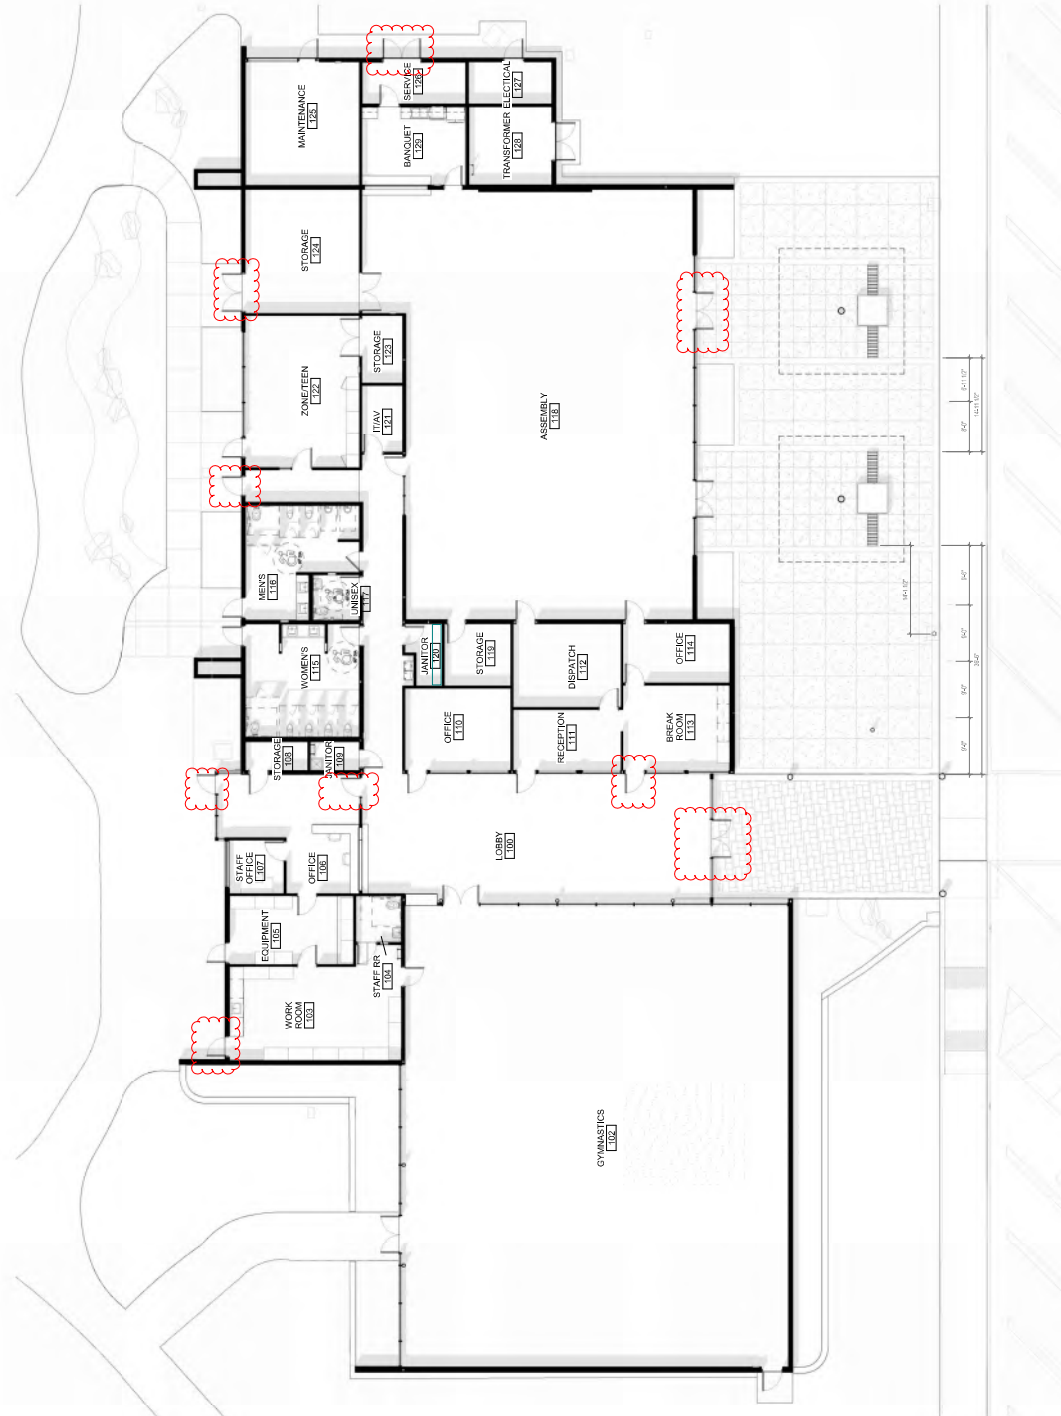 MAINTENANCE
125
SERVICE
126
ELECTICAL
127
BANQUET
129
TRANSFORMER
128
STORAGE
124
STORAGE
123
ZONE/TEEN
122
IT/AV
121
ASSEMBLY
118
MEN'S
116
UNISEX
117
WOMEN'S
115
JANITOR
120
STORAGE
119
DISPATCH
112
OFFICE
114
OFFICE
110
RECEPTION
111
BREAK
ROOM
113
STORAGE
108
JANITOR
109
LOBBY
100
STAFF
OFFICE
107
OFFICE
106
EQUIPMENT
105
STAFF RR
104
WORK
ROOM
103
GYMNASTICS
102